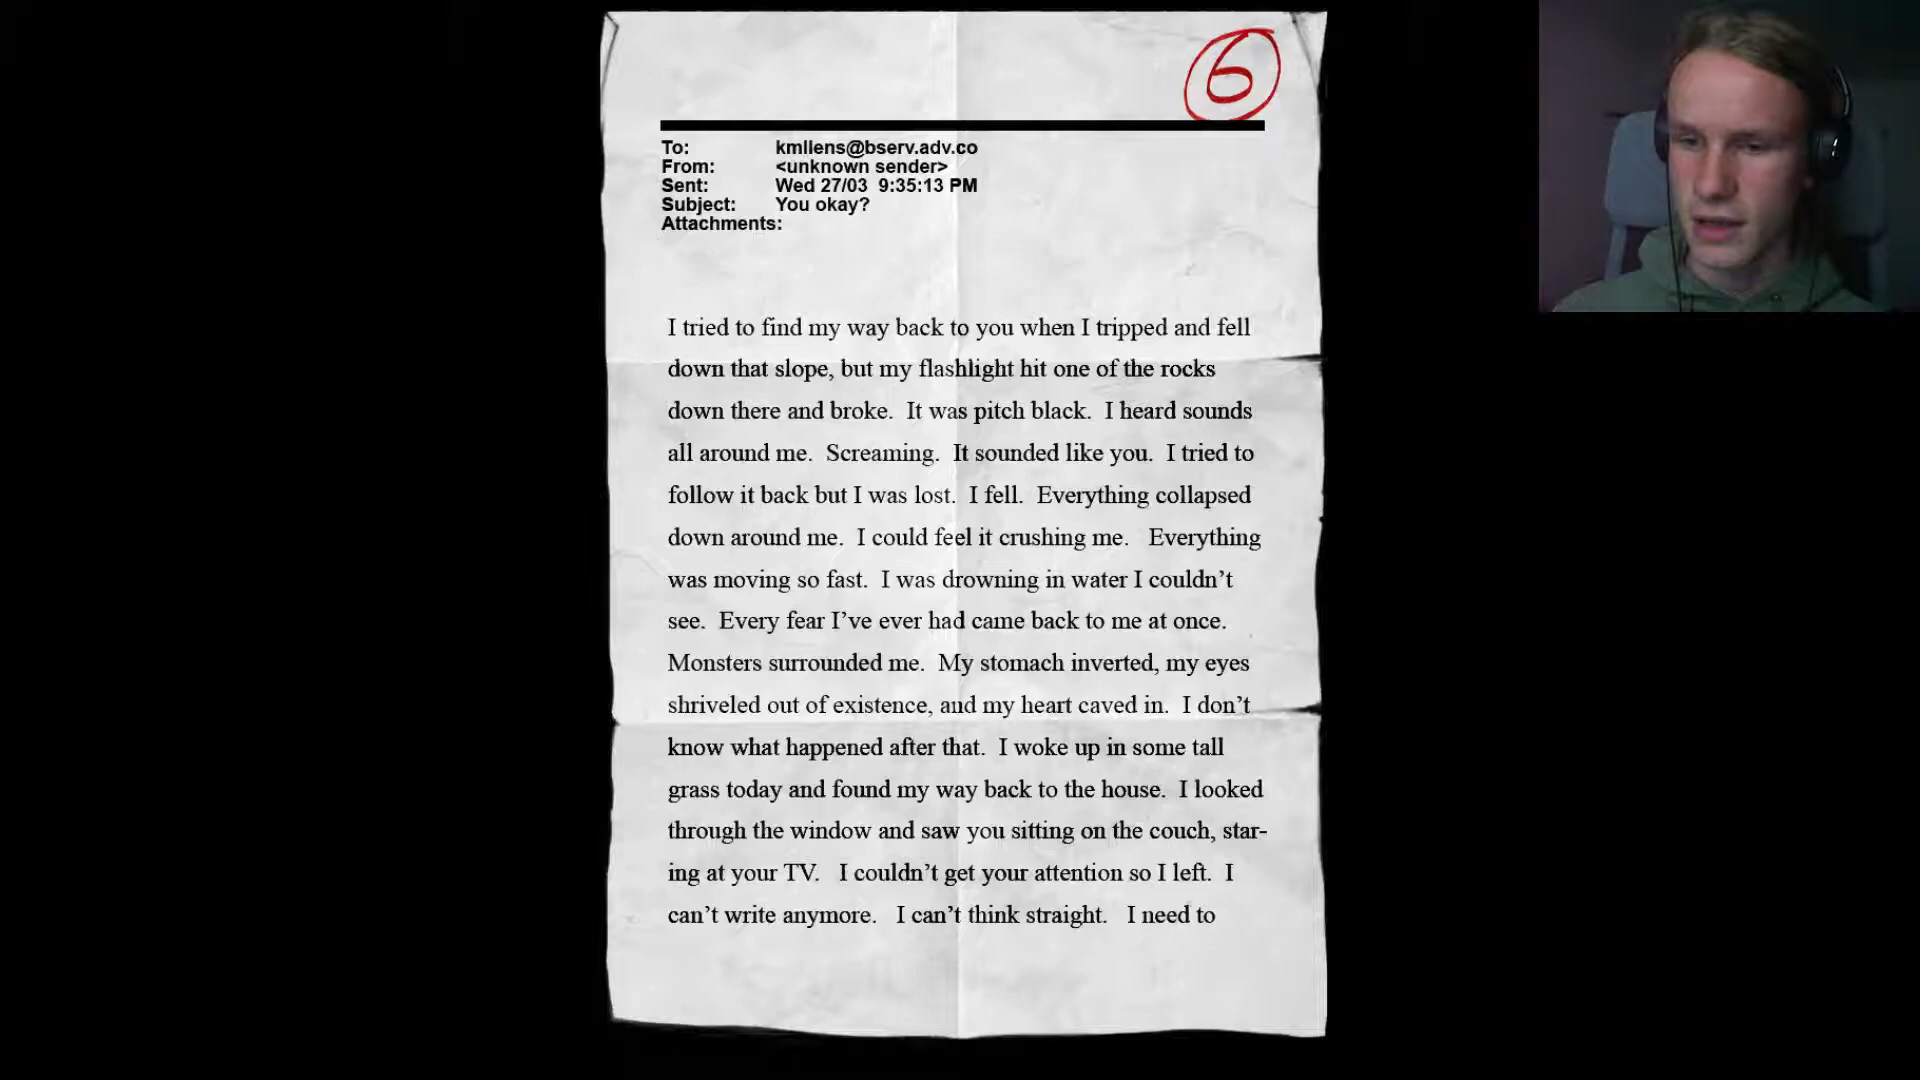 6
To: kmllens@bserv.adv.co
From: <unknown sender>
Sent: Wed 27/03 9:35:13 PM
Subject: You okay?
Attachments:
I tried to find my way back to you when I tripped and fell
down that slope, but my flashlight hit one of the rocks
down there and broke. It was pitch black. I heard sounds
all around me. Screaming. It sounded like you. I tried to
follow it back but I was lost. I fell. Everything collapsed
down around me. I could feel it crushing me. Everything
was moving so fast. I was drowning in water I couldn't
see. Every fear I've ever had came back to me at once.
Monsters surrounded me. My stomach inverted, my eyes
shriveled out of existence, and my heart caved in. I don't
know what happened after that. I woke up in some tall
grass today and found my way back to the house. I looked
through the window and saw you sitting on the couch, star-
ing at your TV. I couldn't get your attention so I left. I
can't write anymore. I can't think straight. I need to